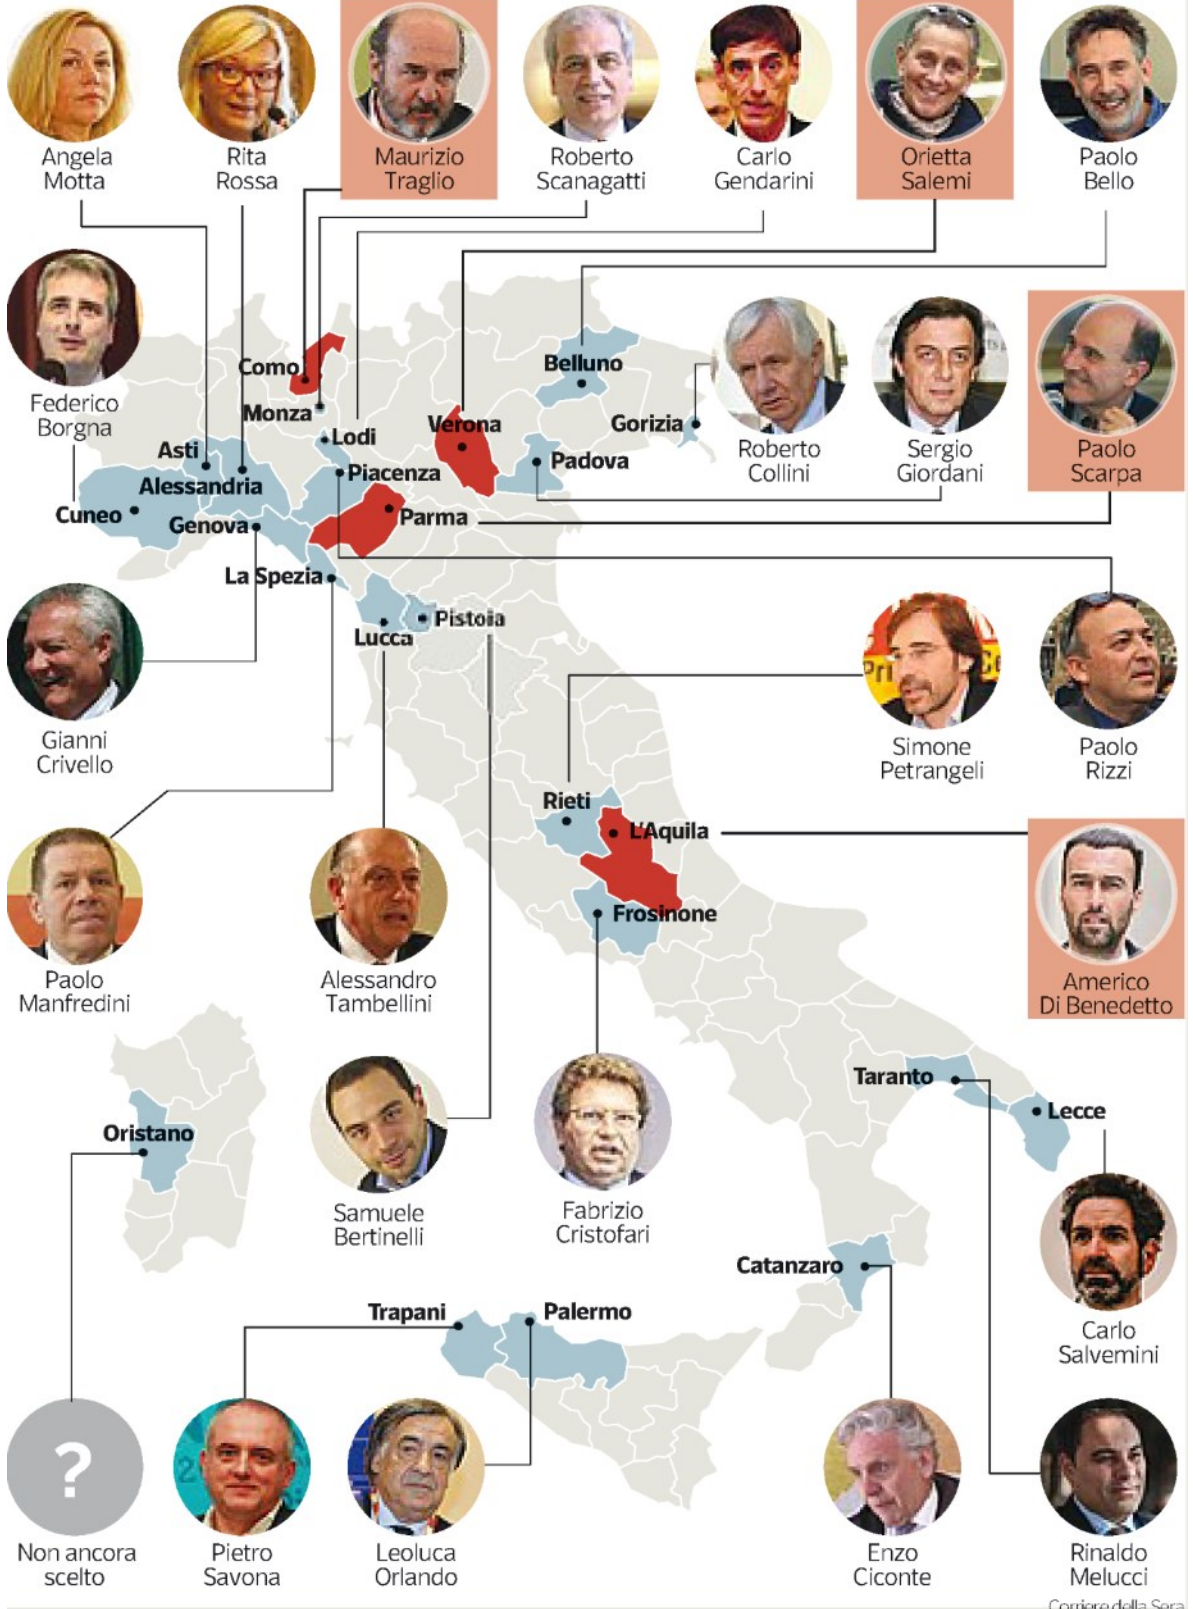 Angela
Motta
Rita
Rossa
Maurizio
Traglio
Roberto
Scanagatti
Carlo
Gendarini
Orietta
Salemi
Paolo
Bello
Federico
Borgna
Como
Monza
Lodi
Verona
Belluno
Gorizia
Padova
Roberto
Collini
Sergio
Giordani
Paolo
Scarpa
Asti
Alessandria
Piacenza
Cuneo
Genova
Parma
La Spezia
Lucca
Pistoia
Gianni
Crivello
Simone
Petrangeli
Paolo
Rizzi
Rieti
L'Aquila
Frosinone
Paolo
Manfredini
Alessandro
Tambellini
Americo
Di Benedetto
Taranto
Lecce
Oristano
Samuele
Bertinelli
Fabrizio
Cristofari
Catanzaro
Carlo
Salvemini
Trapani
Palermo
?
Non ancora
scelto
Pietro
Savona
Leoluca
Orlando
Enzo
Ciconte
Rinaldo
Melucci
Corriere della Sera